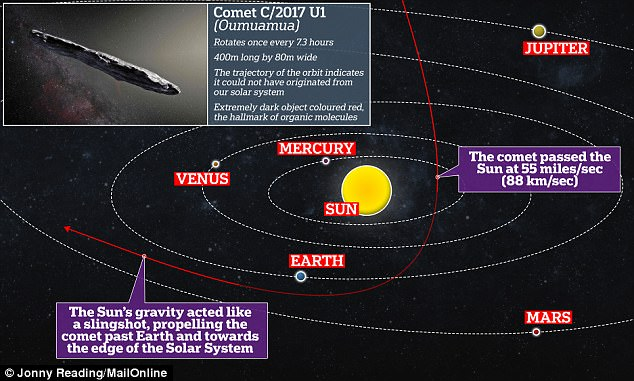 Comet C/2017 U1
(Oumuamua)
Rotates once every 7.3 hours
400m long by 80m wide
The trajectory of the orbit indicates
it could not have originated from
our solar system
Extremely dark object coloured red,
the hallmark of organic molecules
JUPITER
MERCURY
VENUS
The comet passed the
Sun at 55 miles/sec
(88 km/sec)
SUN
EARTH
The Sun's gravity acted like
a slingshot, propelling the
comet past Earth and towards
the edge of the Solar System
MARS
© Jonny Reading/MailOnline